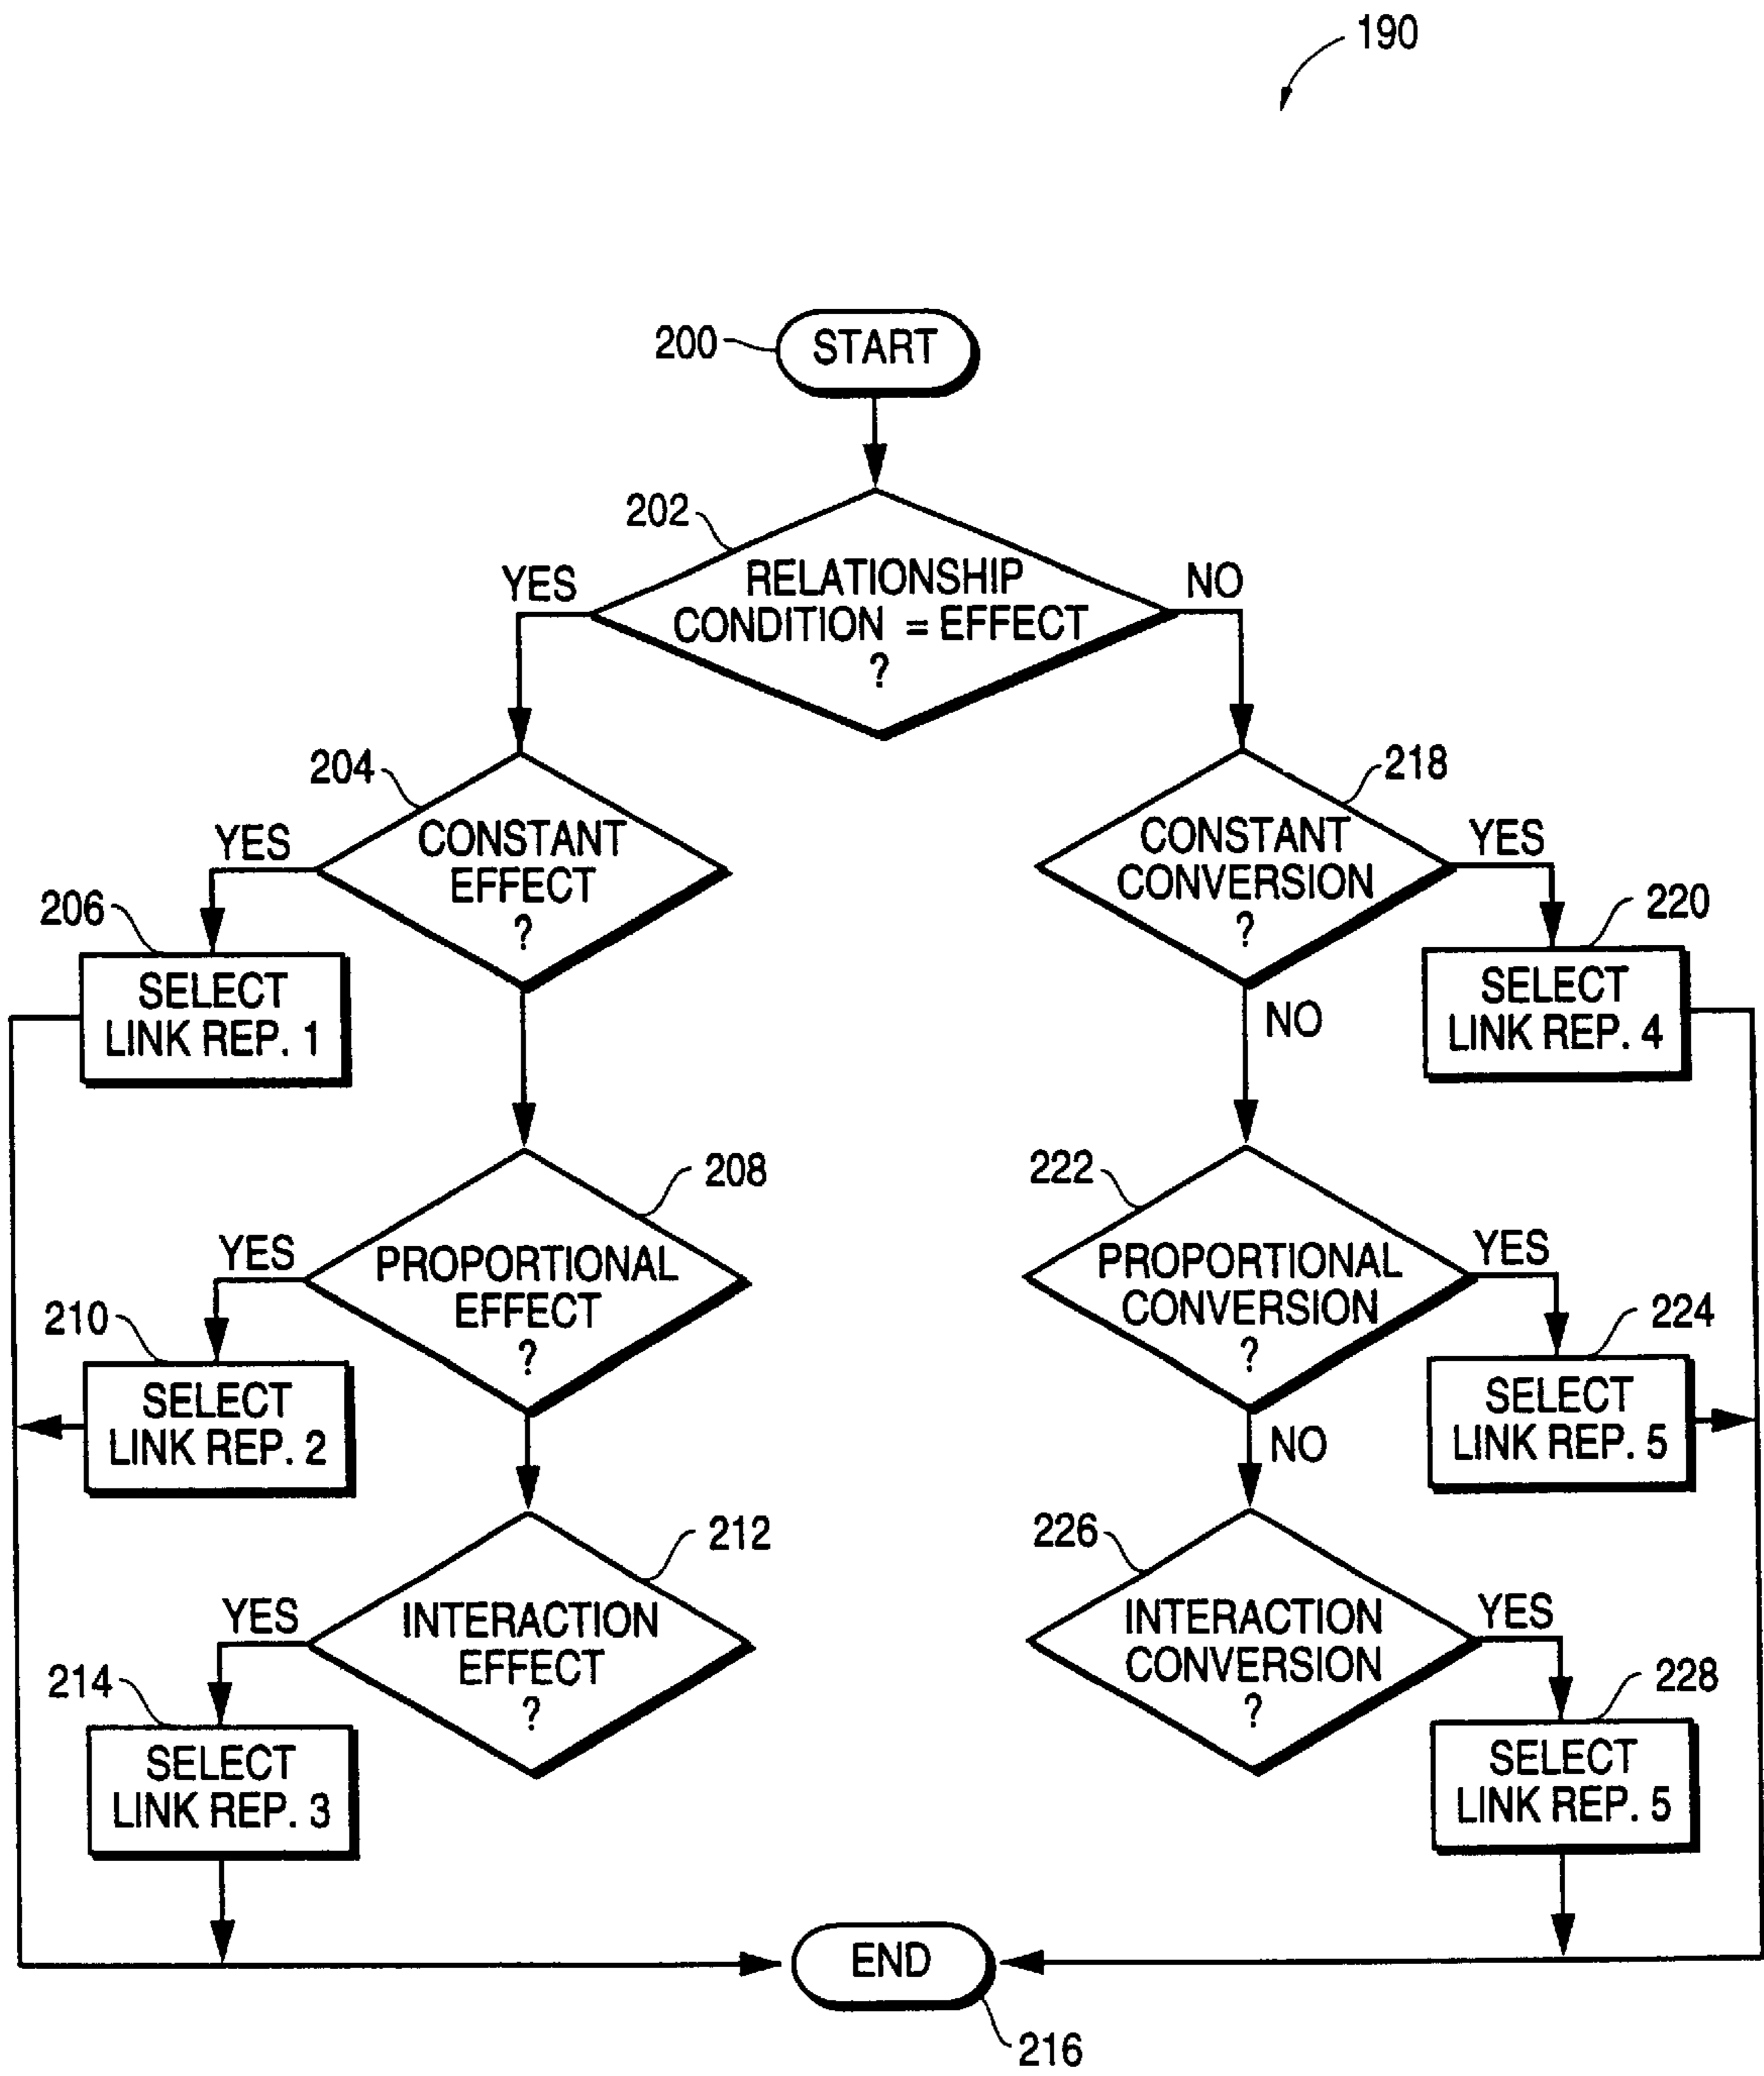 190
200
START
202
YES
RELATIONSHIP
CONDITION = EFFECT
?
NO
204
YES
CONSTANT
EFFECT
?
218
CONSTANT
CONVERSION
?
YES
206
SELECT
LINK REP. 1
220
SELECT
LINK REP. 4
NO
208
YES
PROPORTIONAL
EFFECT
?
222
PROPORTIONAL
CONVERSION
?
YES
210
SELECT
LINK REP. 2
224
SELECT
LINK REP. 5
NO
212
YES
INTERACTION
EFFECT
?
226
INTERACTION
CONVERSION
?
YES
214
SELECT
LINK REP. 3
228
SELECT
LINK REP. 5
END
216